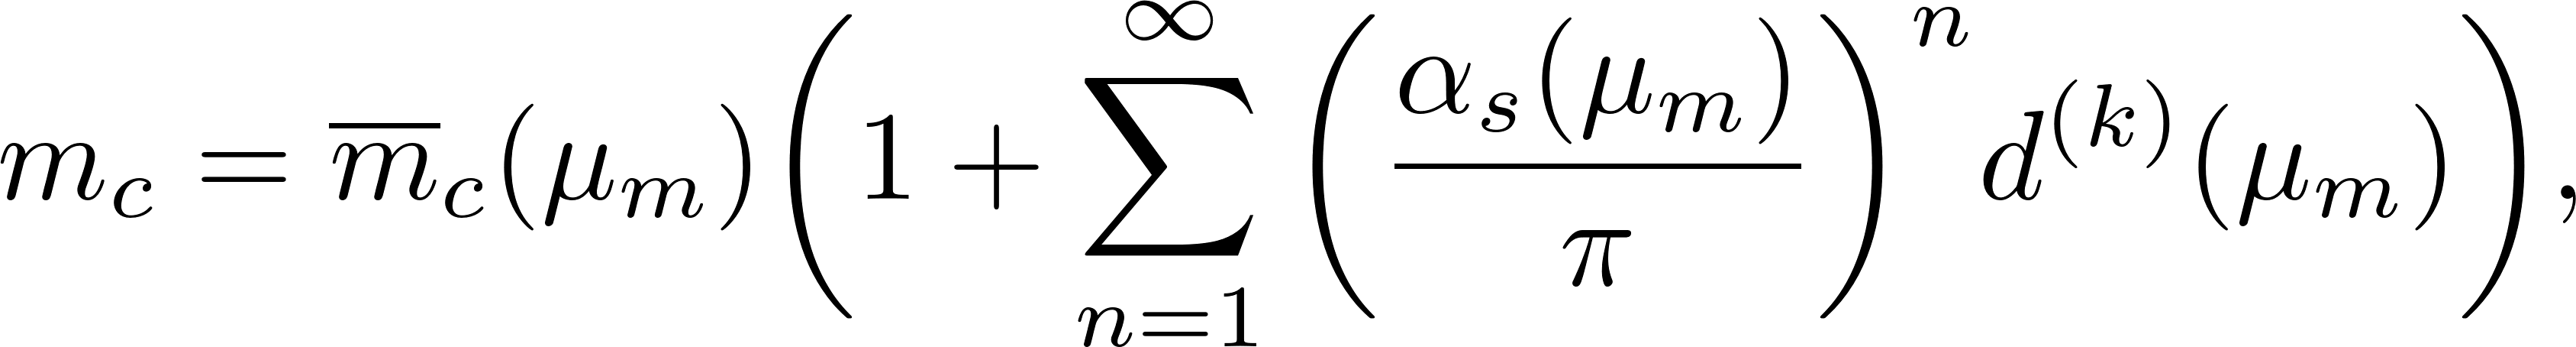 m_c = \overline{m}_c(\mu_m) \left( 1 + \sum_{n=1}^{\infty} \left( \frac{\alpha_s(\mu_m)}{\pi} \right)^n d^{(k)}(\mu_m) \right),